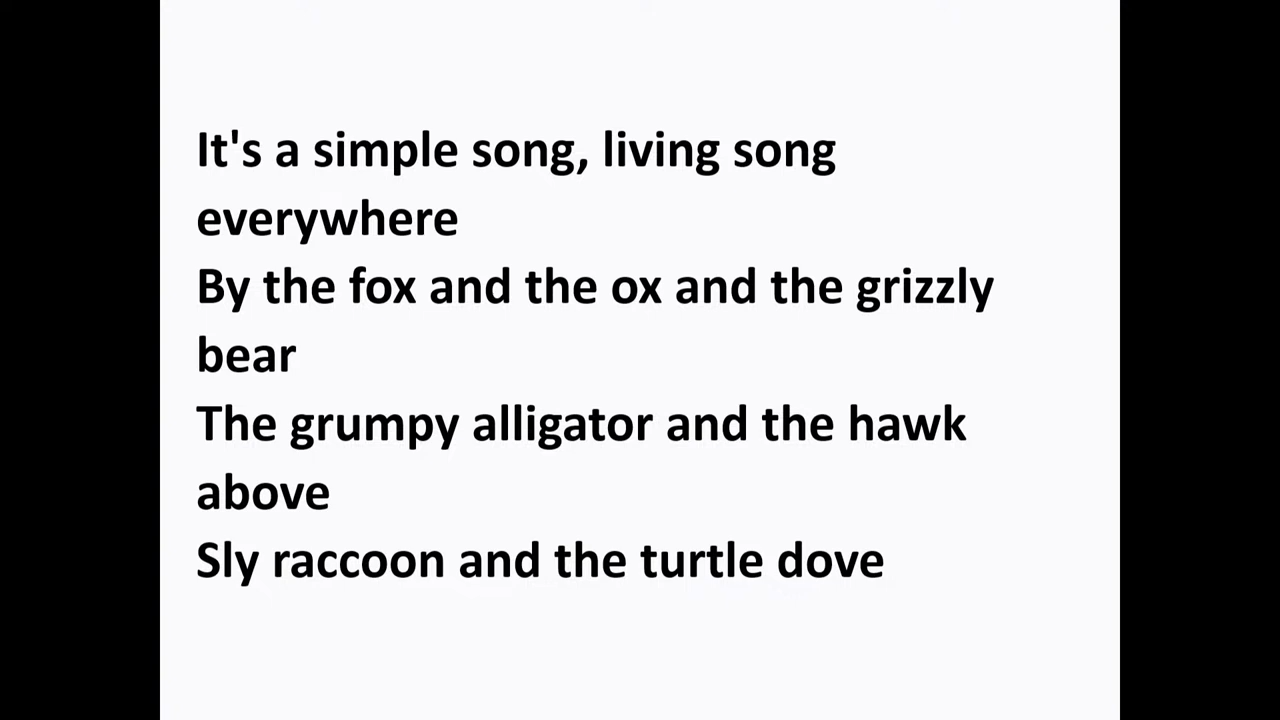 It's a simple song, living song
everywhere
By the fox and the ox and the grizzly
bear
The grumpy alligator and the hawk
above
Sly raccoon and the turtle dove